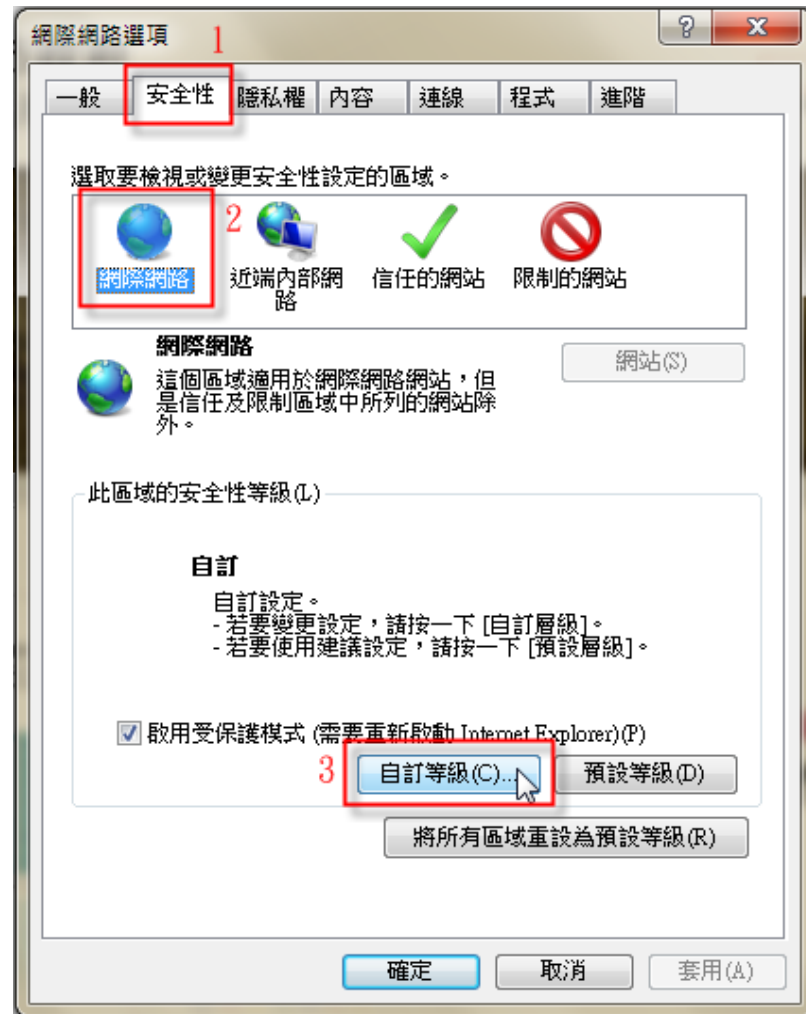 網際網路選項
1
一般 安全性 隱私權 內容 連線 程式 進階
選取要檢視或變更安全性設定的區域。
2
網際網路 近端內部網路 信任的網站 限制的網站
網際網路
網站(S)
這個區域適用於網際網路網站，但
是信任及限制區域中所列的網站除
外。
此區域的安全性等級(L)
自訂
自訂設定。
- 若要變更設定，請按一下 [自訂層級]。
- 若要使用建議設定，請按一下 [預設層級]。
啟用受保護模式 (需要重新啟動 Internet Explorer)(P)
3
自訂等級(C)... 預設等級(D)
將所有區域重設為預設等級(R)
確定 取消 套用(A)